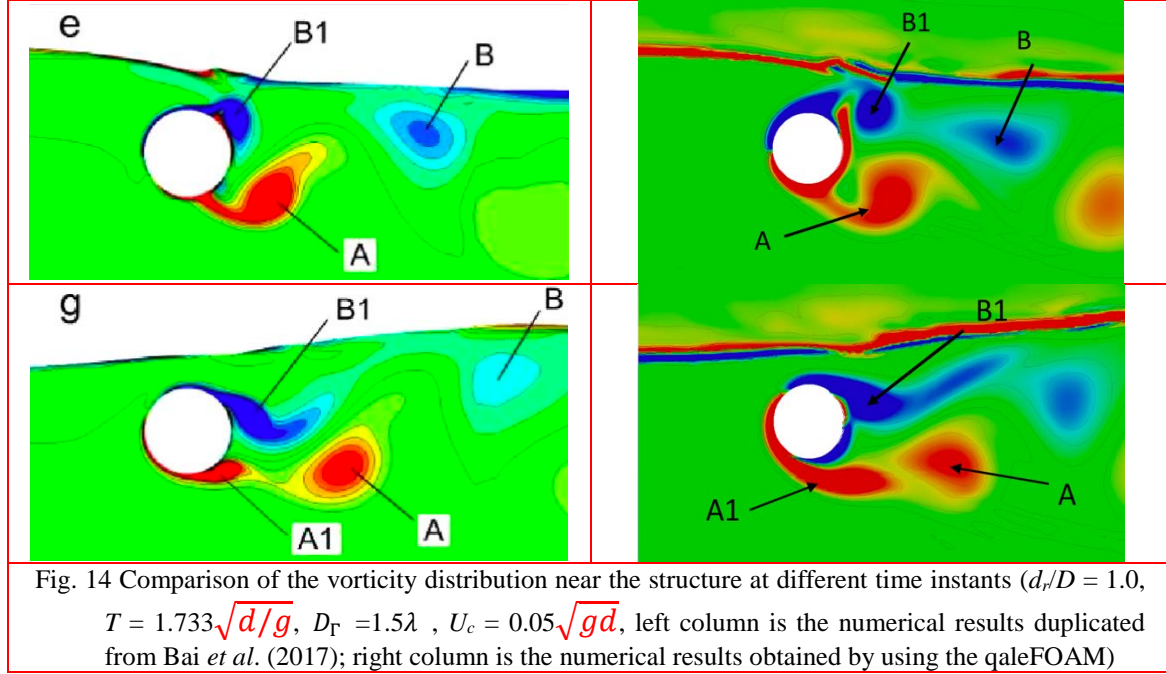 e
B1
B
A
B1
B
A
g
B1
B
A1
A
B1
A1
A
Fig. 14 Comparison of the vorticity distribution near the structure at different time instants (dᵣ/D = 1.0,
T = 1.733√d/g, D_Γ =1.5λ , U_c = 0.05√gd, left column is the numerical results duplicated
from Bai et al. (2017); right column is the numerical results obtained by using the qaleFOAM)